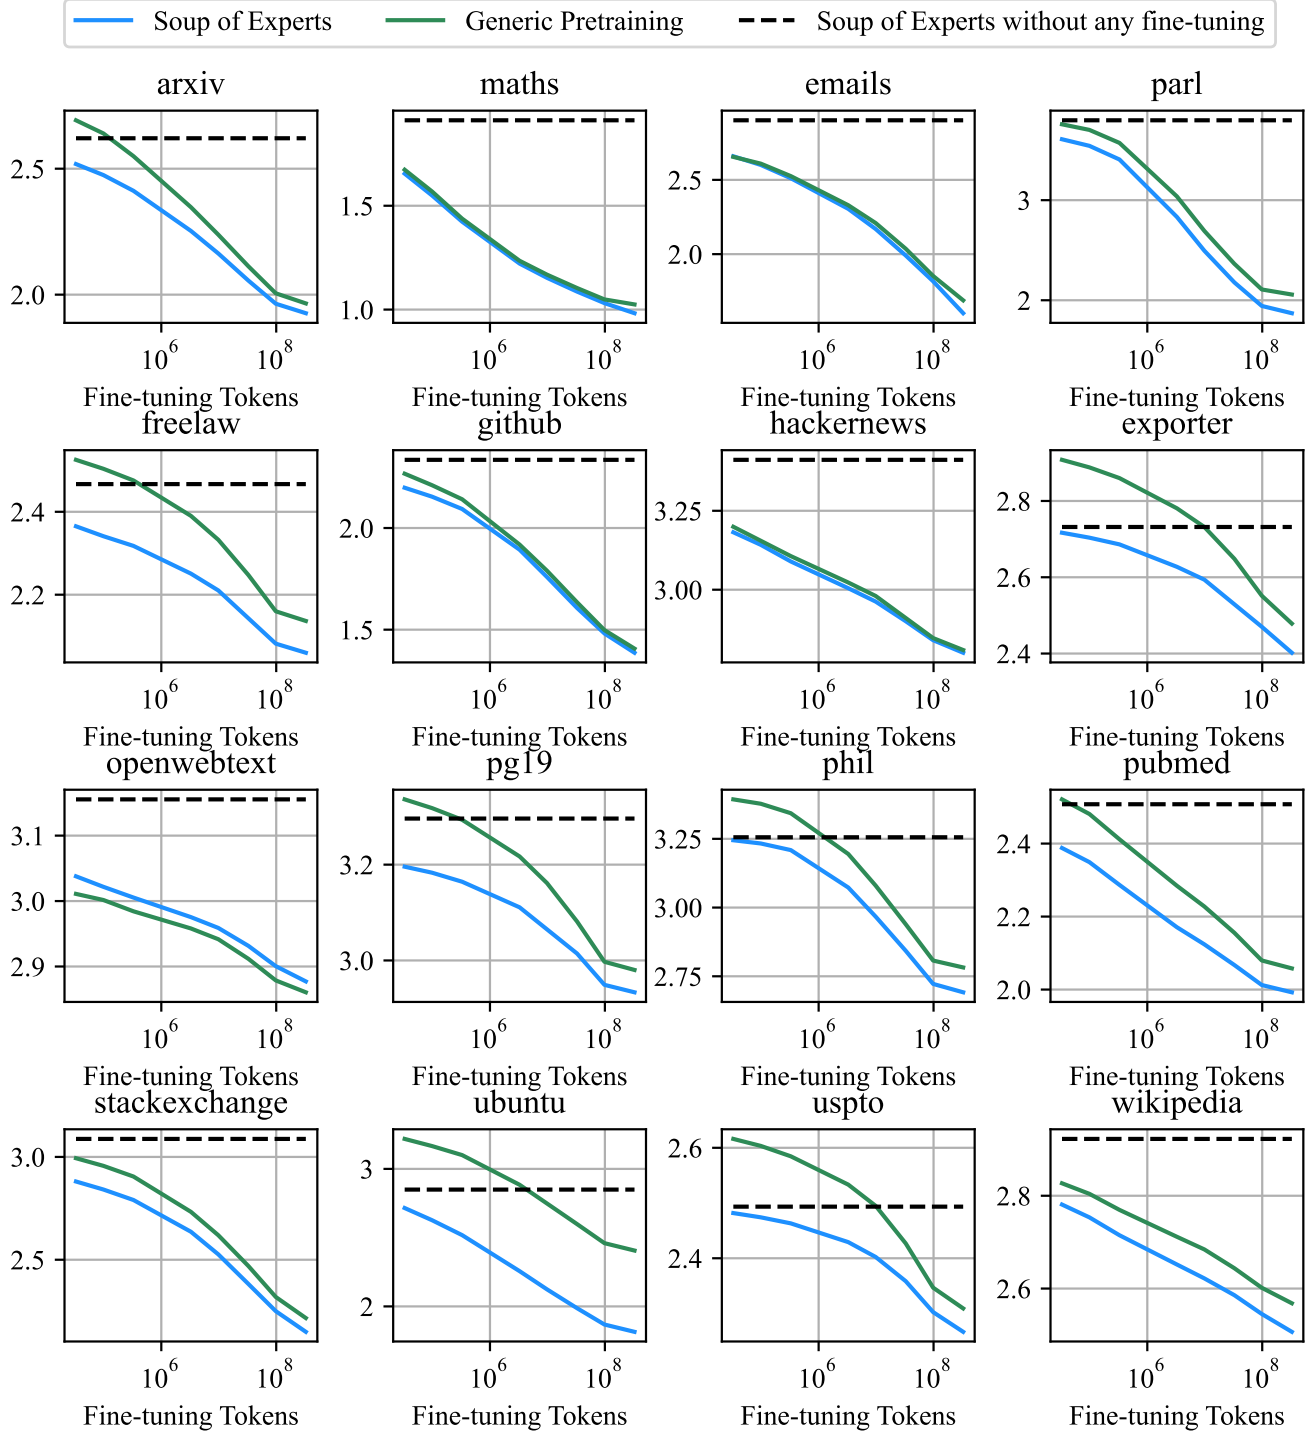 Soup of Experts Generic Pretraining Soup of Experts without any fine-tuning
arxiv maths emails parl
2.5 2.0 10^6 10^8
1.5 1.0 10^6 10^8
2.5 2.0 10^6 10^8
3 2 10^6 10^8
Fine-tuning Tokens Fine-tuning Tokens Fine-tuning Tokens Fine-tuning Tokens
freelaw github hackernews exporter
2.4 2.2 10^6 10^8
2.0 1.5 10^6 10^8
3.25 3.00 10^6 10^8
2.8 2.6 2.4 10^6 10^8
Fine-tuning Tokens Fine-tuning Tokens Fine-tuning Tokens Fine-tuning Tokens
openwebtext pg19 phil pubmed
3.1 3.0 2.9 10^6 10^8
3.2 3.0 10^6 10^8
3.25 3.00 2.75 10^6 10^8
2.4 2.2 2.0 10^6 10^8
Fine-tuning Tokens Fine-tuning Tokens Fine-tuning Tokens Fine-tuning Tokens
stackexchange ubuntu uspto wikipedia
3.0 2.5 10^6 10^8
3 2 10^6 10^8
2.6 2.4 10^6 10^8
2.8 2.6 10^6 10^8
Fine-tuning Tokens Fine-tuning Tokens Fine-tuning Tokens Fine-tuning Tokens